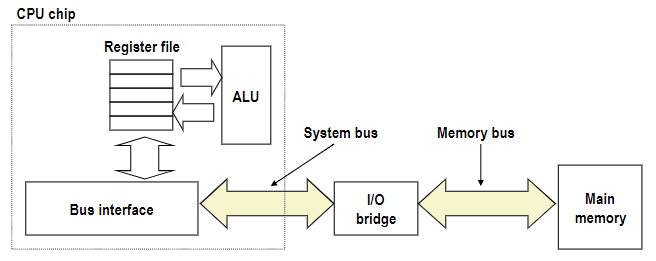 CPU chip
Register file
ALU
System bus
Memory bus
Bus interface
I/O
bridge
Main
memory